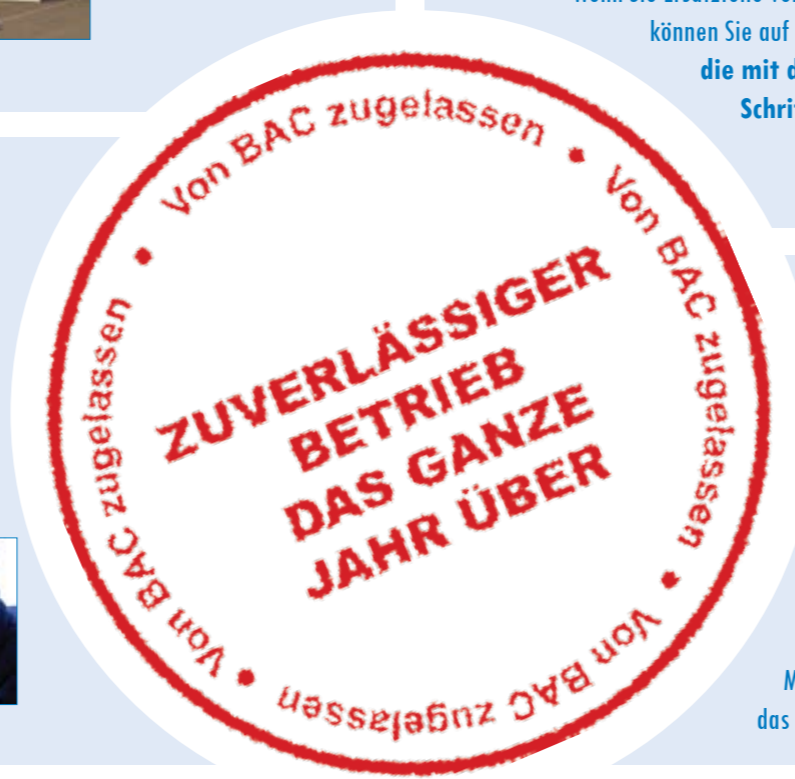 können Sie auf
die mit d
Schri
Von BAC zugelassen • Von BAC zugelassen • Von BAC zugelassen • Von BAC zugelassen •
ZUVERLÄSSIGER
BETRIEB
DAS GANZE
JAHR ÜBER
M
das